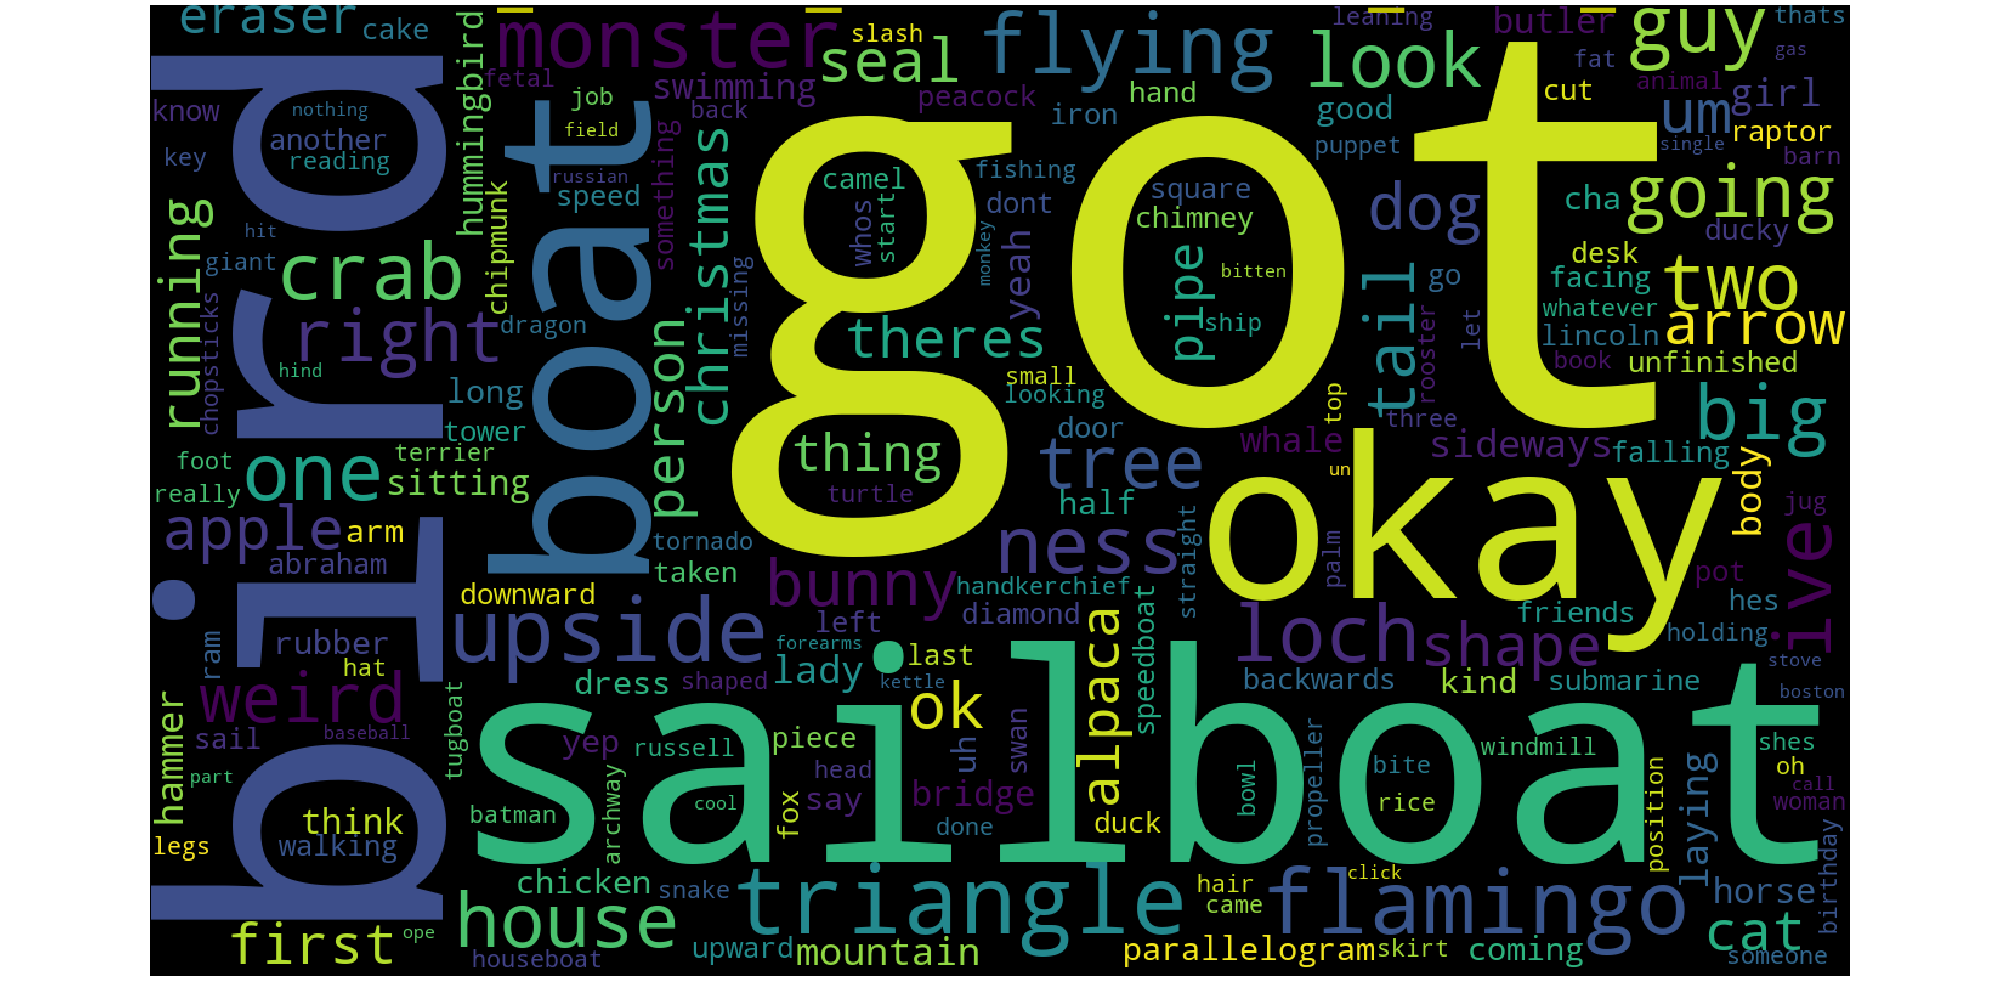 eraser
cake
monster
slash
seal
flying
leaning
look
butler
guy
thats
fat
gas
know
nothing
another
reading
key
hummingbird
fetal
job
field
swimming
back
peacock
hand
iron
good
puppet
cut
animal
um
girl
raptor
single
barn
bird
boat
something
christmas
russian
speed
camel
whos
start
got
fishing
dont
monkey
yeah
square
chimney
bitten
pipe
ship
dog
cha
going
ducky
desk
facing
whatever
lincoln
two
arrow
unfinished
book
hit
giant
running
crab
chipmunk
right
chopsticks
dragon
missing
person
theres
small
looking
tail
go
let
rooster
three
top
hind
long
tower
terrier
sitting
foot
really
one
thing
turtle
door
tree
half
whale
un
okay
sideways
falling
big
body
jug
ive
apple
arm
abraham
tornado
taken
bunny
ness
handkerchief
diamond
straight
palm
pot
hes
friends
holding
stove
downward
upside
left
forearms
lady
last
kettle
loch
shape
ram
rubber
hat
weird
dress
shaped
ok
alpaca
speedboat
backwards
kind
submarine
boston
hammer
sail
baseball
part
tugboat
yep
russell
piece
uh
swan
sailboat
propeller
bite
windmill
shes
oh
call
woman
head
say
bridge
bowl
rice
position
laying
think
walking
legs
batman
archway
cool
fox
done
duck
birthday
chicken
snake
triangle
hair
came
click
flamingo
horse
cat
first
ope
house
houseboat
upward
mountain
parallelogram
skirt
coming
someone